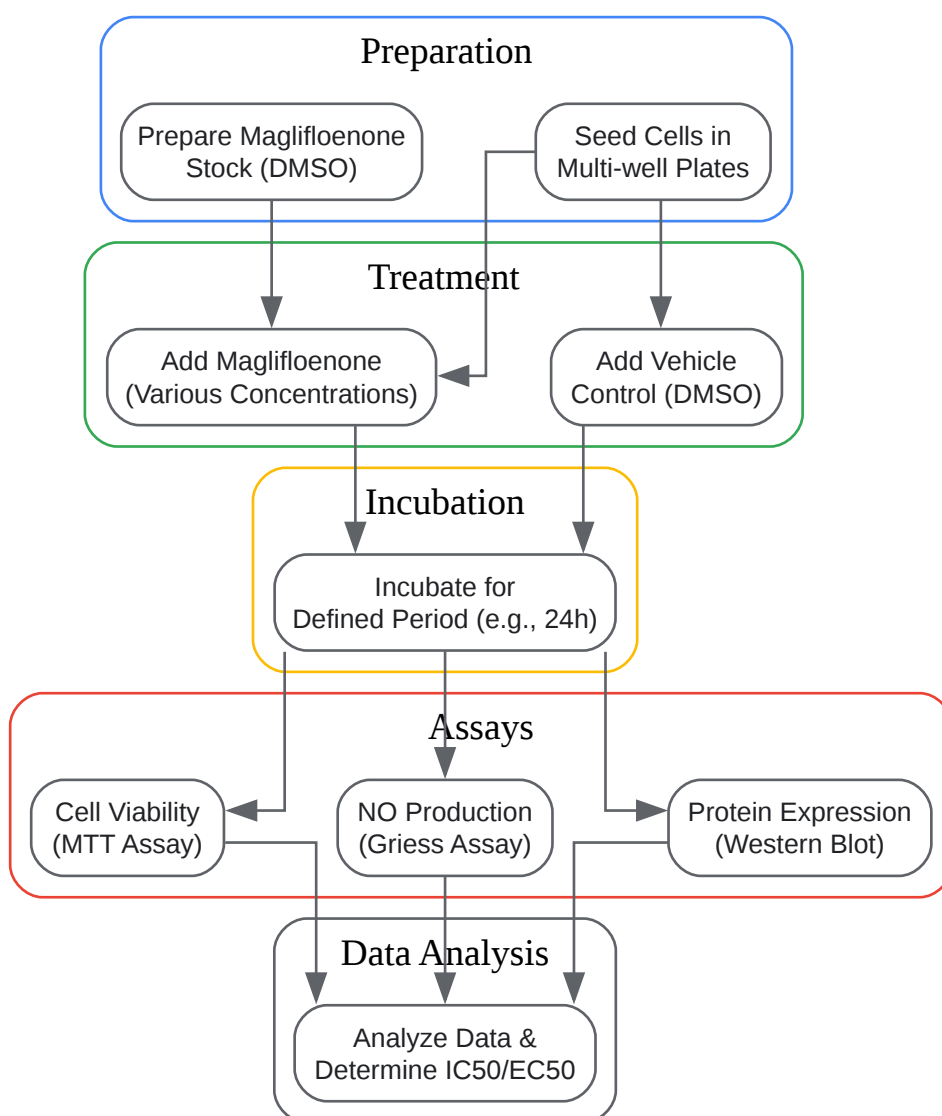 Preparation
Prepare Maglifloenone
Stock (DMSO)
Seed Cells in
Multi-well Plates
Treatment
Add Maglifloenone
(Various Concentrations)
Add Vehicle
Control (DMSO)
Incubation
Incubate for
Defined Period (e.g., 24h)
Assays
Cell Viability
(MTT Assay)
NO Production
(Griess Assay)
Protein Expression
(Western Blot)
Data Analysis
Analyze Data &
Determine IC50/EC50